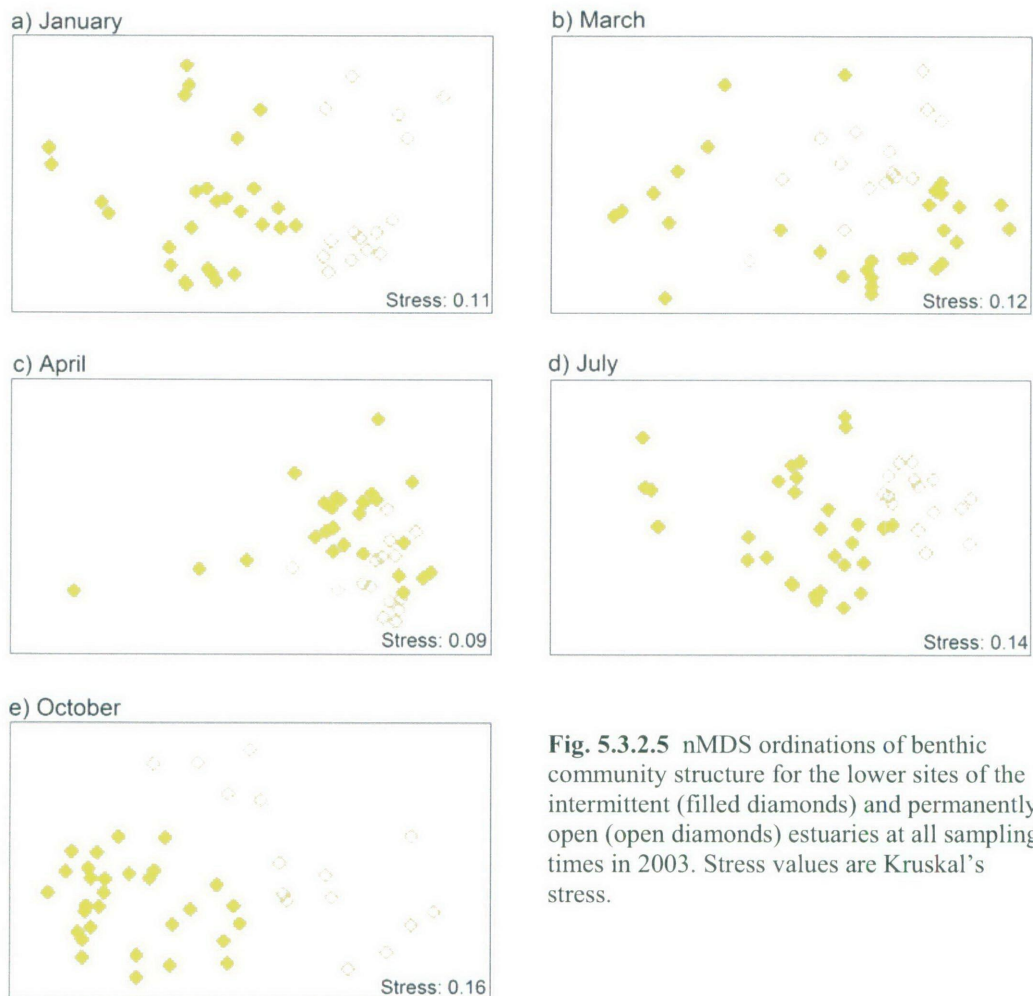 a) January
Stress: 0.11
b) March
Stress: 0.12
c) April
Stress: 0.09
d) July
Stress: 0.14
e) October
Stress: 0.16
Fig. 5.3.2.5 nMDS ordinations of benthic
community structure for the lower sites of the
intermittent (filled diamonds) and permanently
open (open diamonds) estuaries at all sampling
times in 2003. Stress values are Kruskal's
stress.